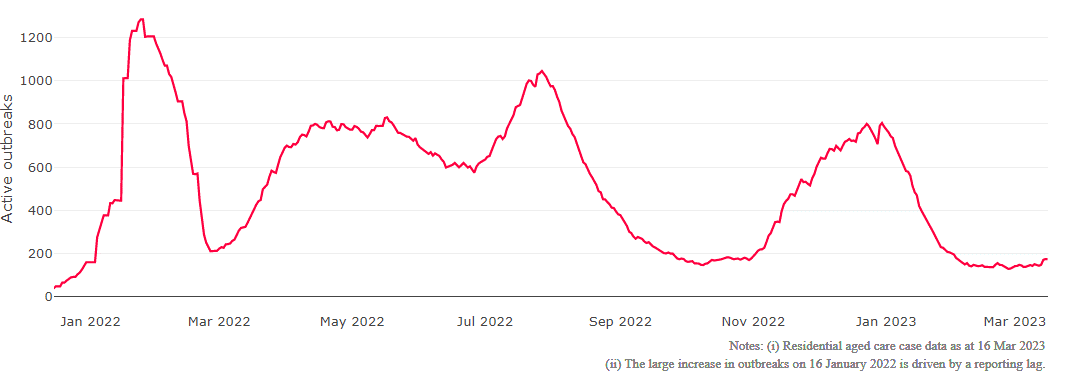 Active outbreaks
1200
1000
800
600
400
200
0
Jan 2022 Mar 2022 May 2022 Jul 2022 Sep 2022 Nov 2022 Jan 2023 Mar 2023
Notes: (i) Residential aged care case data as at 16 Mar 2023
(ii) The large increase in outbreaks on 16 January 2022 is driven by a reporting lag.